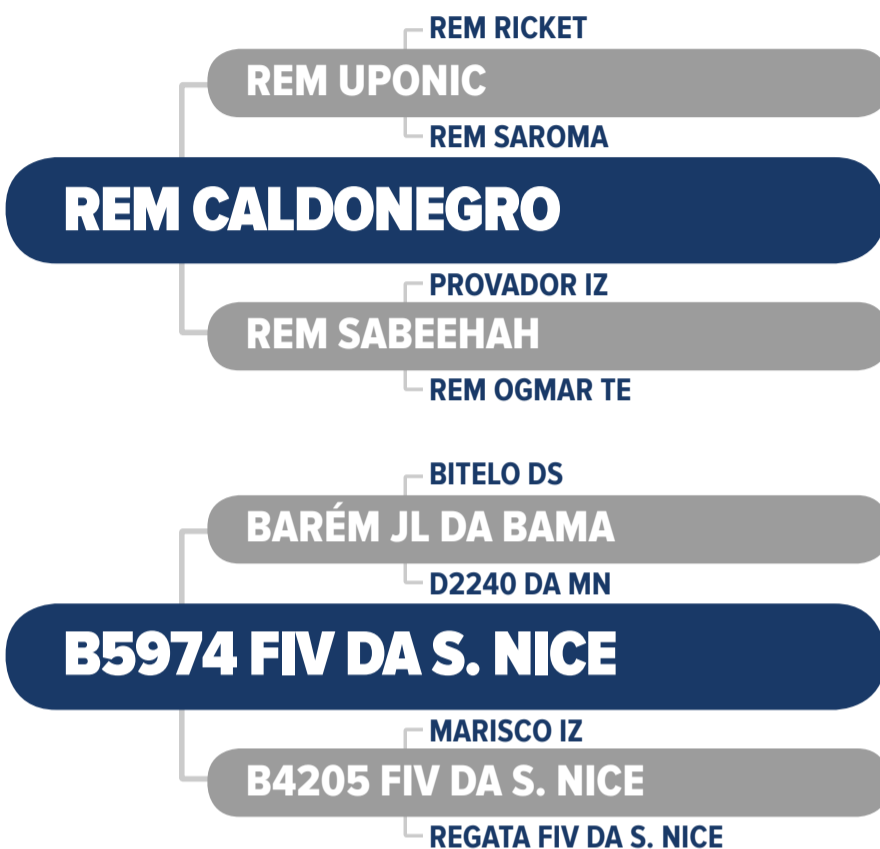 REM RICKET
REM UPONIC
REM SAROMA
REM CALDONEGRO
PROVADOR IZ
REM SABEEHAH
REM OGMAR TE
BITELO DS
BARÉM JL DA BAMA
D2240 DA MN
B5974 FIV DA S. NICE
MARISCO IZ
B4205 FIV DA S. NICE
REGATA FIV DA S. NICE